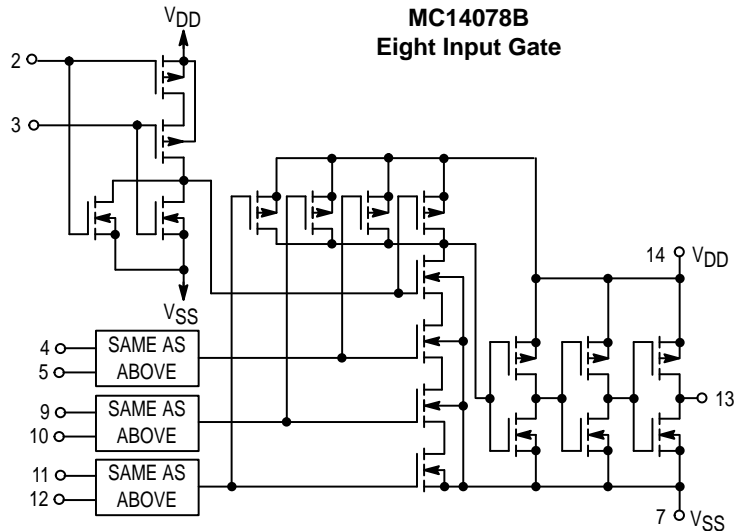 MC14078B
Eight Input Gate
VDD
2
3
VSS
14 VDD
4
5
SAME AS
ABOVE
13
9
10
SAME AS
ABOVE
11
12
SAME AS
ABOVE
7 VSS